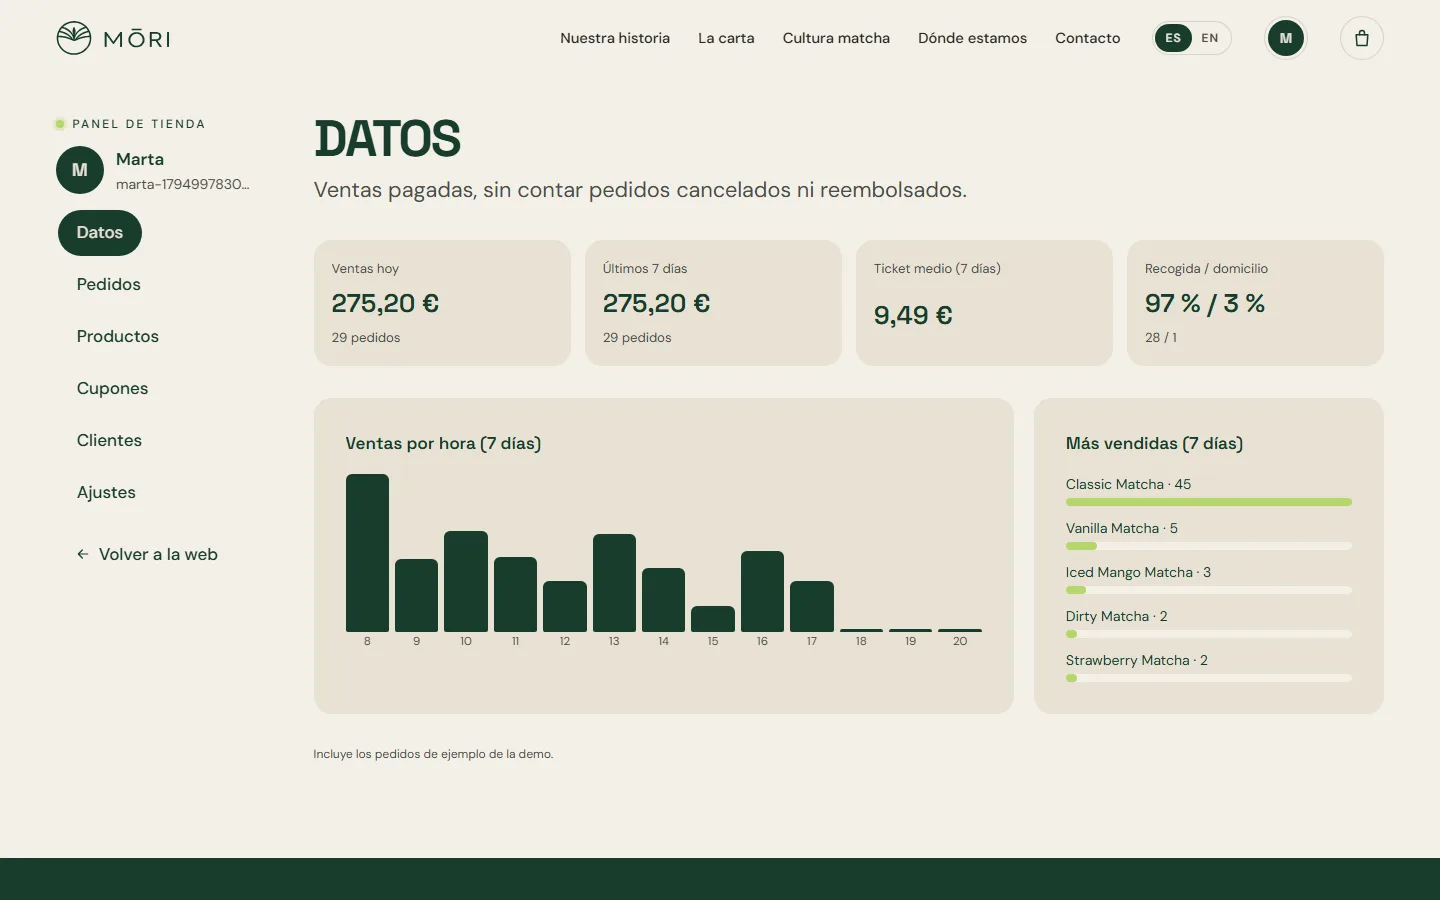 MŌRI
Nuestra historia
La carta
Cultura matcha
Dónde estamos
Contacto
ES
EN
M
PANEL DE TIENDA
M
Marta
marta-1794997830…
Datos
Pedidos
Productos
Cupones
Clientes
Ajustes
← Volver a la web
DATOS
Ventas pagadas, sin contar pedidos cancelados ni reembolsados.
Ventas hoy
275,20 €
29 pedidos
Últimos 7 días
275,20 €
29 pedidos
Ticket medio (7 días)
9,49 €
Recogida / domicilio
97 % / 3 %
28 / 1
Ventas por hora (7 días)
8 9 10 11 12 13 14 15 16 17 18 19 20
Más vendidas (7 días)
Classic Matcha · 45
Vanilla Matcha · 5
Iced Mango Matcha · 3
Dirty Matcha · 2
Strawberry Matcha · 2
Incluye los pedidos de ejemplo de la demo.